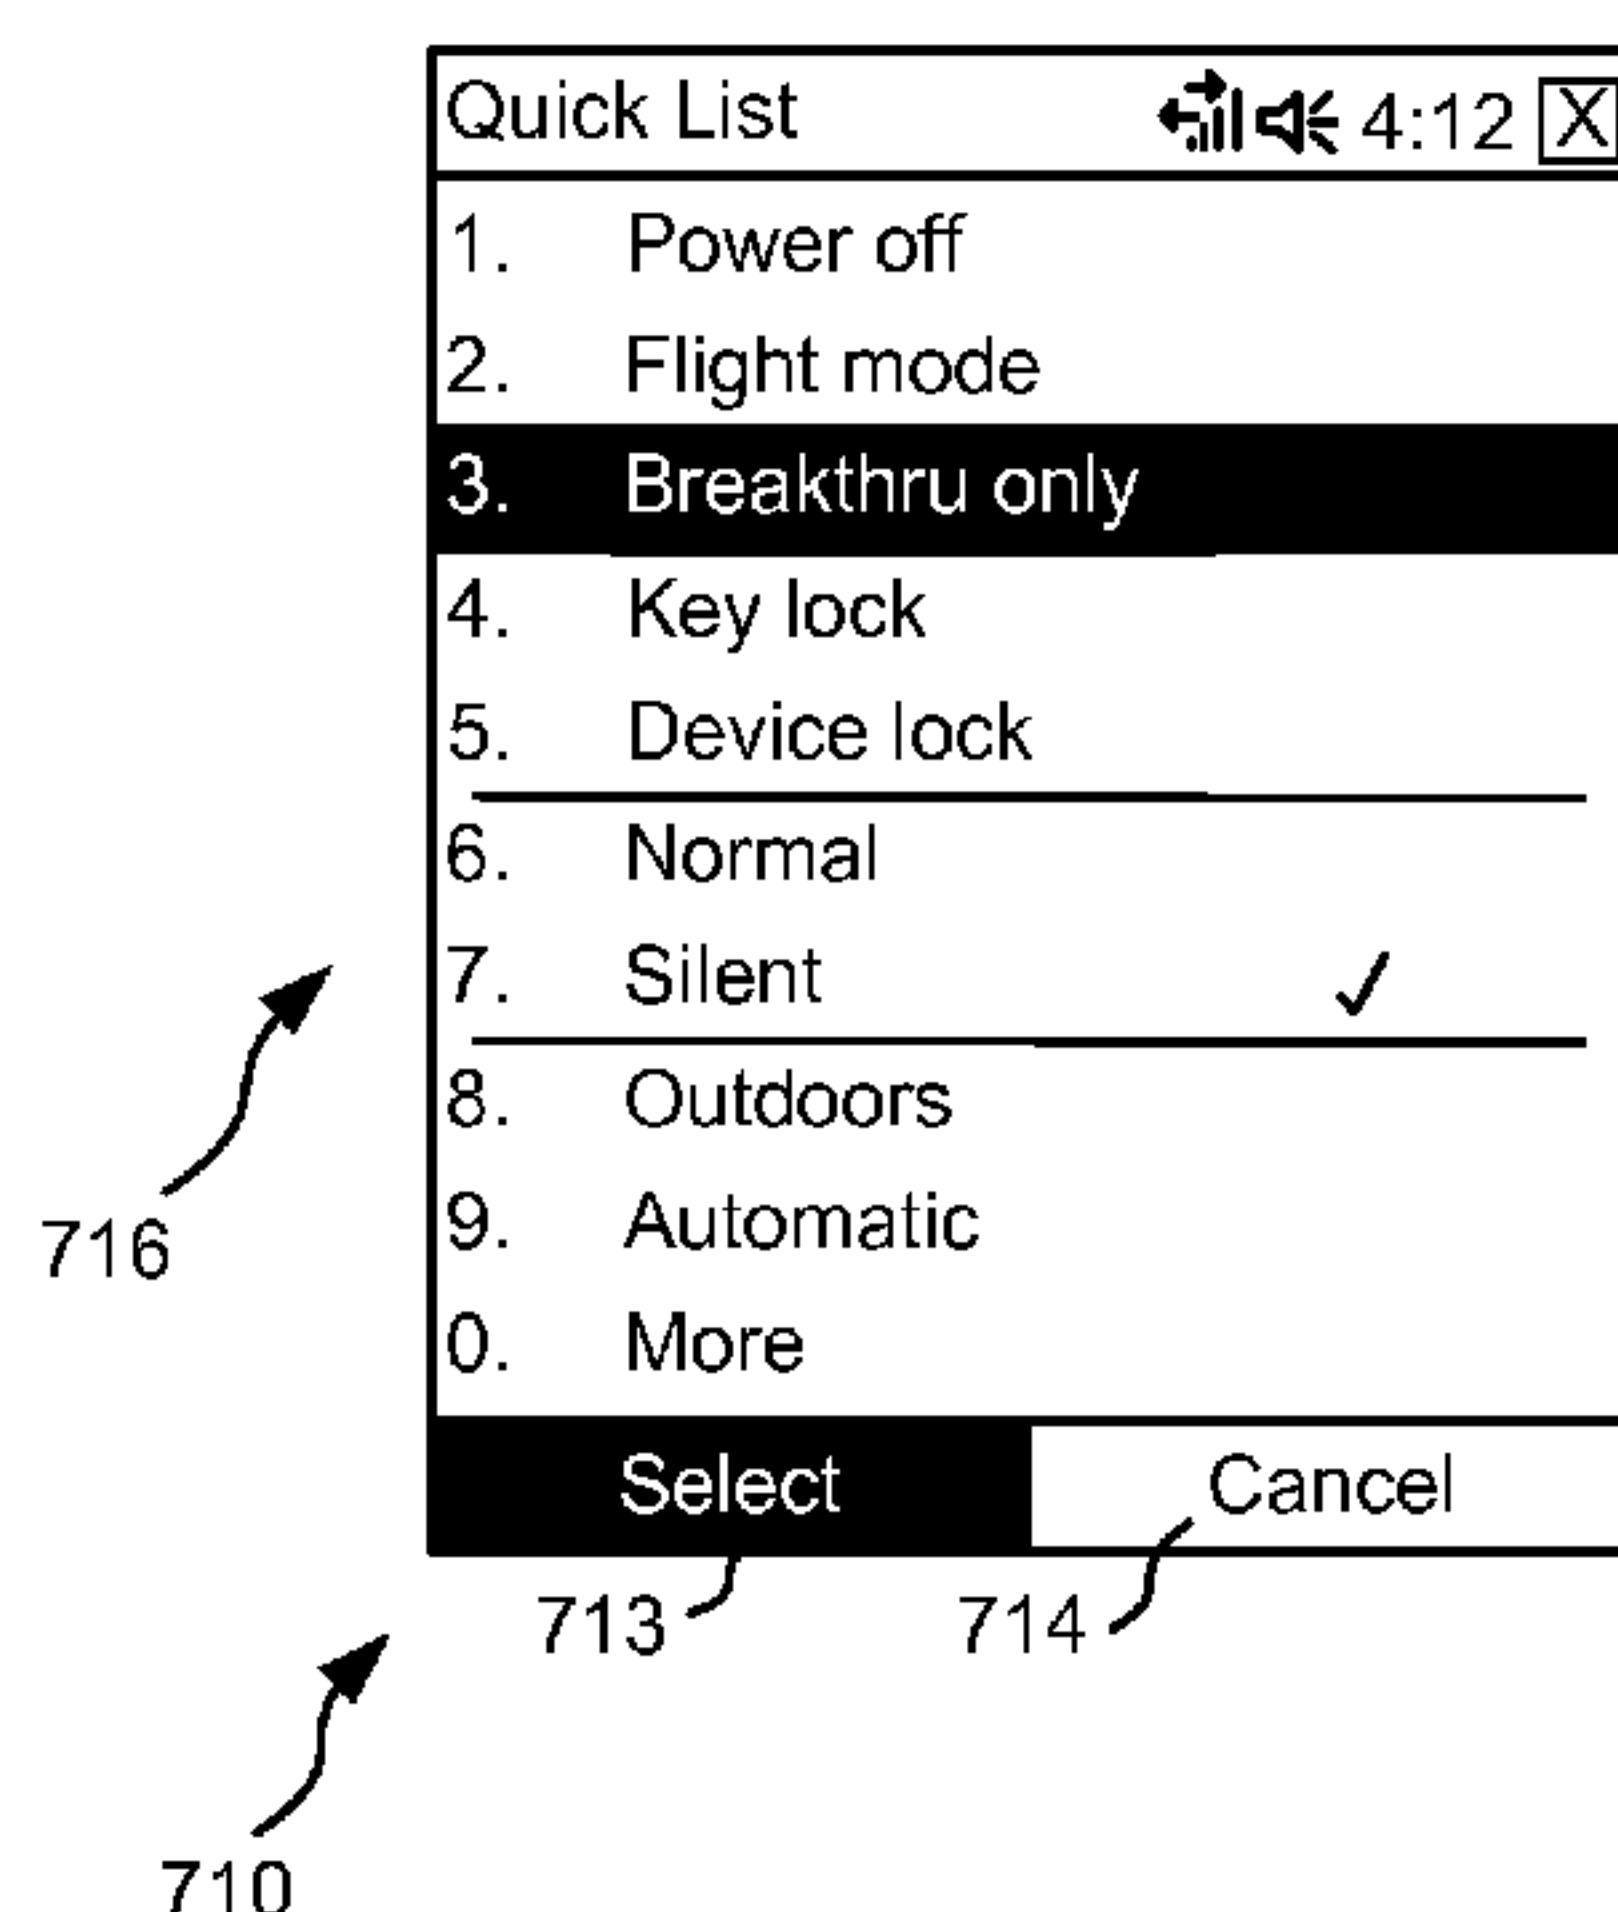 Quick List 4:12 X
1. Power off
2. Flight mode
3. Breakthru only
4. Key lock
5. Device lock
6. Normal
7. Silent
8. Outdoors
9. Automatic
0. More
Select Cancel
716
713 714
710